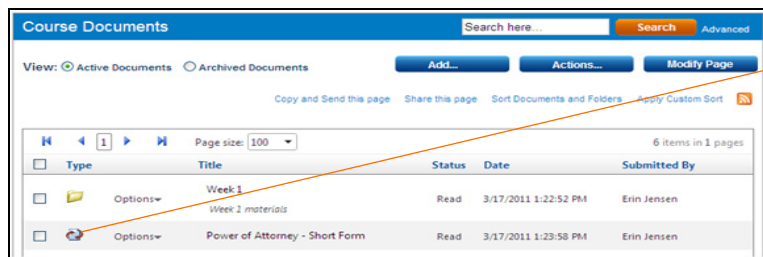 Course Documents Search here... Search Advanced
View: Active Documents Archived Documents Add... Actions... Modify Page
Copy and Send this page Share this page Sort Documents and Folders Apply Custom Sort
1 Page size: 100 6 items in 1 pages
Type Title Status Date Submitted By
Options Week 1 Read 3/17/2011 1:22:52 PM Erin Jensen
Week 1 materials
Options Power of Attorney - Short Form Read 3/17/2011 1:23:58 PM Erin Jensen